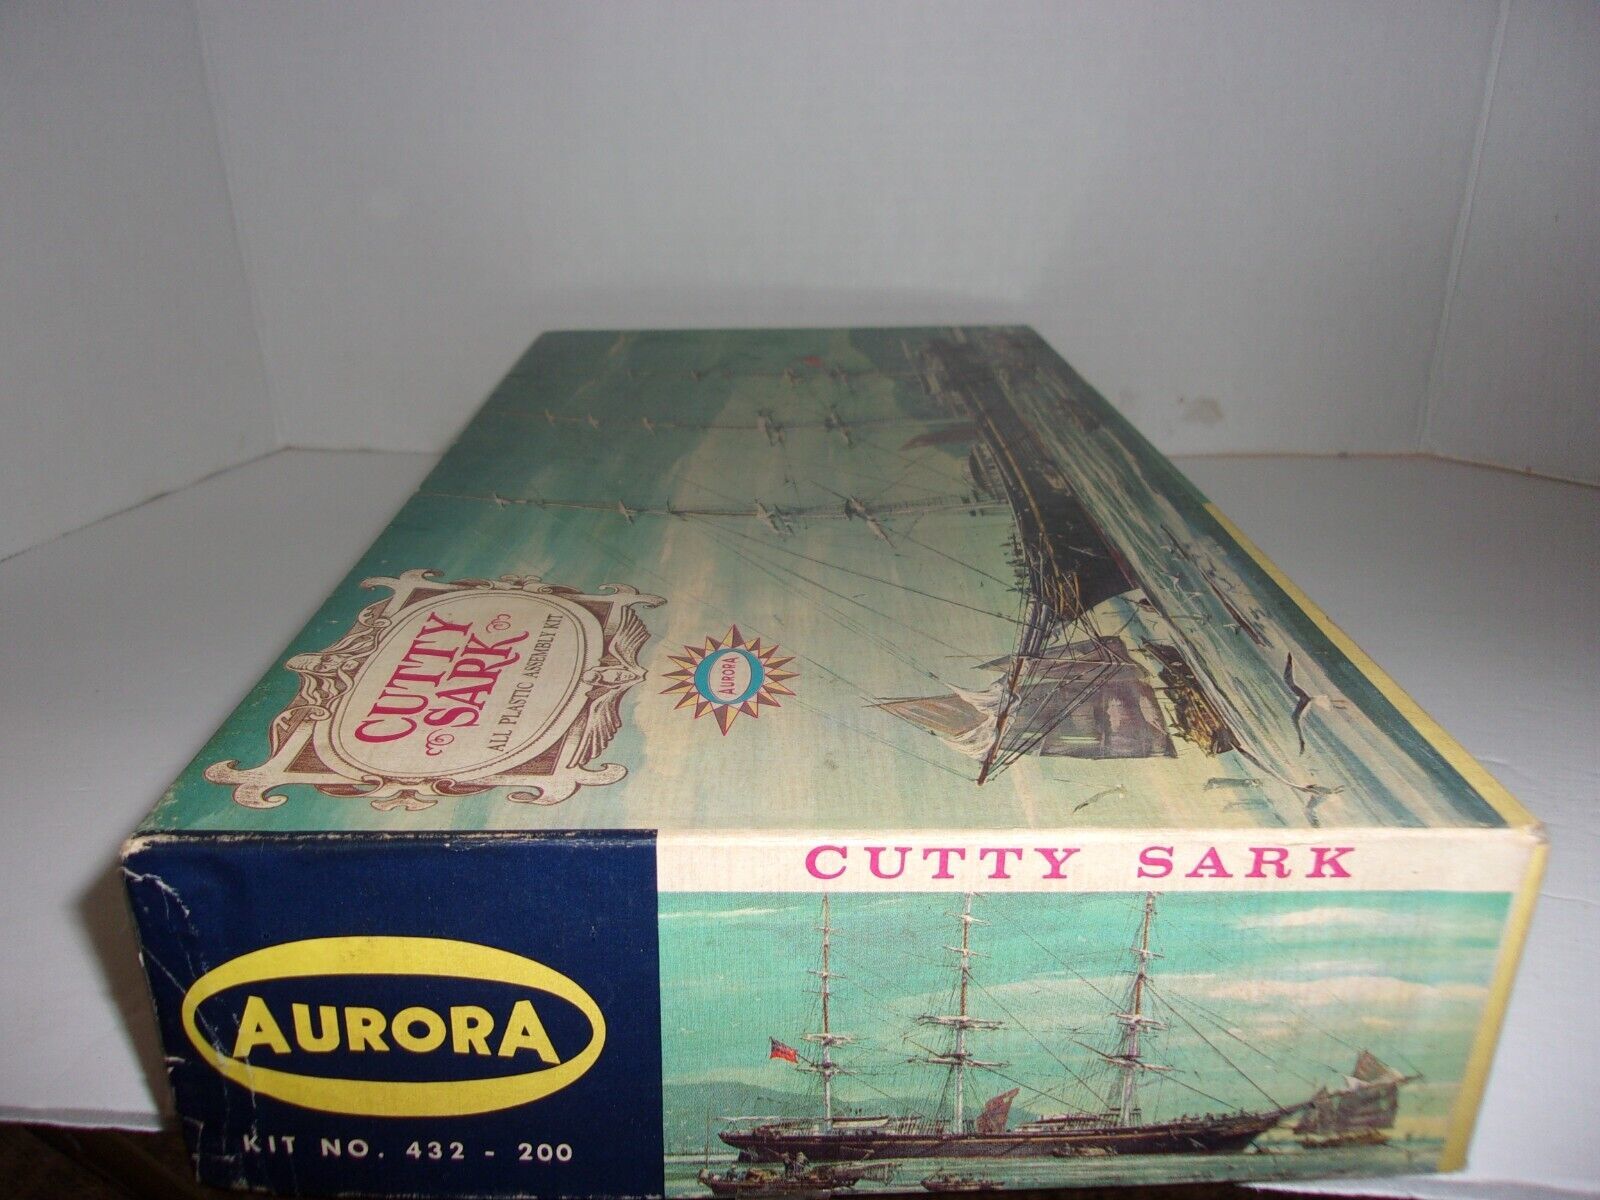 CUTTY
SARK
ALL PLASTIC ASSEMBLY KIT
AURORA
CUTTY SARK
AURORA
KIT NO. 432 - 200